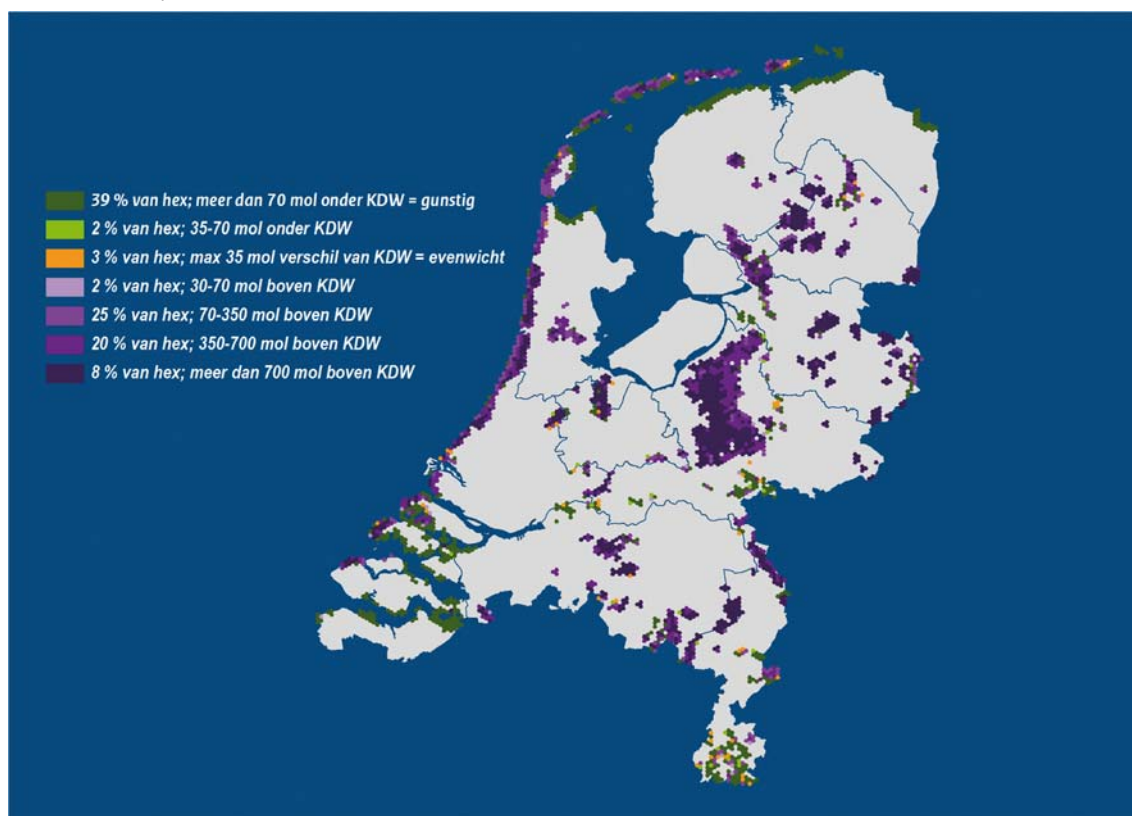 39 % van hex; meer dan 70 mol onder KDW = gunstig
2 % van hex; 35-70 mol onder KDW
3 % van hex; max 35 mol verschil van KDW = evenwicht
2 % van hex; 30-70 mol boven KDW
25 % van hex; 70-350 mol boven KDW
20 % van hex; 350-700 mol boven KDW
8 % van hex; meer dan 700 mol boven KDW